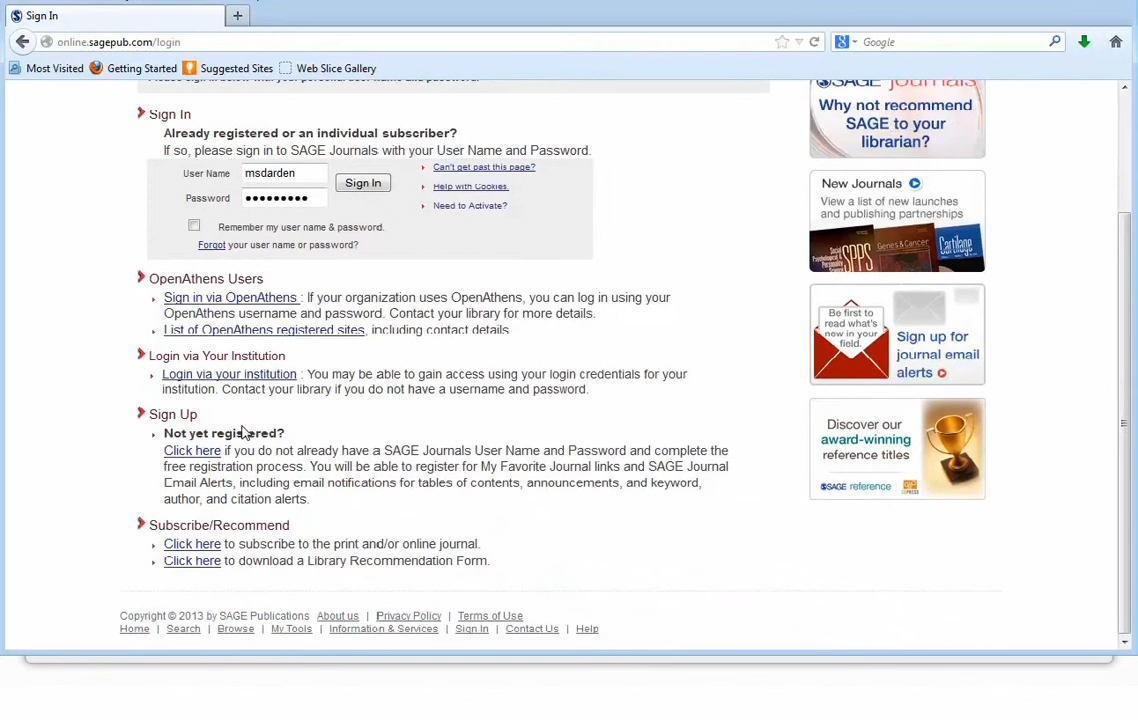 Sign In
online.sagepub.com/login
Google
Most Visited
Getting Started
Suggested Sites
Web Slice Gallery
Sign In
Already registered or an individual subscriber?
If so, please sign in to SAGE Journals with your User Name and Password.
User Name
msdarden
Sign In
Password
•••••••••
Can't get past this page?
Help with Cookies.
Need to Activate?
Remember my user name & password.
Forgot your user name or password?
OpenAthens Users
Sign in via OpenAthens : If your organization uses OpenAthens, you can log in using your
OpenAthens username and password. Contact your library for more details.
List of OpenAthens registered sites, including contact details.
Login via Your Institution
Login via your institution : You may be able to gain access using your login credentials for your
institution. Contact your library if you do not have a username and password.
Sign Up
Not yet registered?
Click here if you do not already have a SAGE Journals User Name and Password and complete the
free registration process. You will be able to register for My Favorite Journal links and SAGE Journal
Email Alerts, including email notifications for tables of contents, announcements, and keyword,
author, and citation alerts.
Subscribe/Recommend
Click here to subscribe to the print and/or online journal.
Click here to download a Library Recommendation Form.
Copyright © 2013 by SAGE Publications About us | Privacy Policy | Terms of Use
Home | Search | Browse | My Tools | Information & Services | Sign In | Contact Us | Help
SAGE journals
Why not recommend
SAGE to your
librarian?
New Journals
View a list of new launches
and publishing partnerships
SPPS
Genes & Cancer
Cartilage
Be first to
read what's
new in your
field.
Sign up for
journal email
alerts
Discover our
award-winning
reference titles
SAGE reference